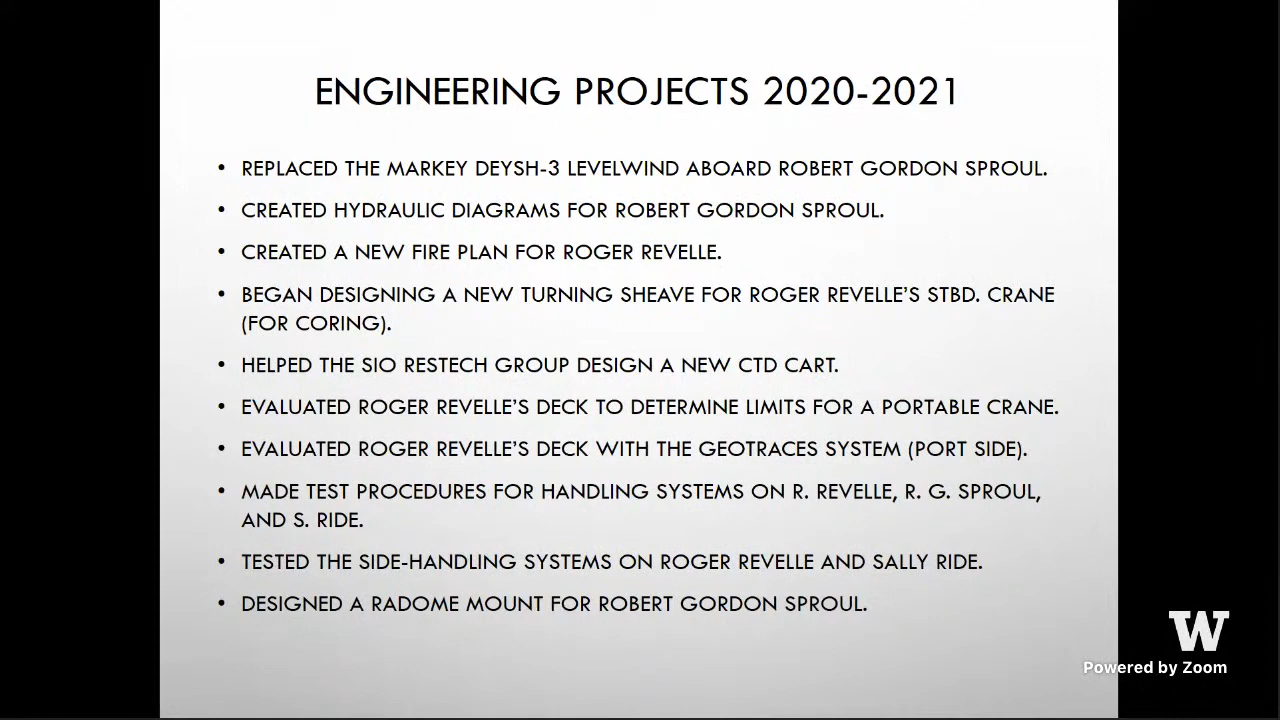 ENGINEERING PROJECTS 2020-2021
• REPLACED THE MARKEY DEYSH-3 LEVELWIND ABOARD ROBERT GORDON SPROUL.
• CREATED HYDRAULIC DIAGRAMS FOR ROBERT GORDON SPROUL.
• CREATED A NEW FIRE PLAN FOR ROGER REVELLE.
• BEGAN DESIGNING A NEW TURNING SHEAVE FOR ROGER REVELLE’S STBD. CRANE
(FOR CORING).
• HELPED THE SIO RESTECH GROUP DESIGN A NEW CTD CART.
• EVALUATED ROGER REVELLE’S DECK TO DETERMINE LIMITS FOR A PORTABLE CRANE.
• EVALUATED ROGER REVELLE’S DECK WITH THE GEOTRACES SYSTEM (PORT SIDE).
• MADE TEST PROCEDURES FOR HANDLING SYSTEMS ON R. REVELLE, R. G. SPROUL,
AND S. RIDE.
• TESTED THE SIDE-HANDLING SYSTEMS ON ROGER REVELLE AND SALLY RIDE.
• DESIGNED A RADOME MOUNT FOR ROBERT GORDON SPROUL.
W
Powered by Zoom